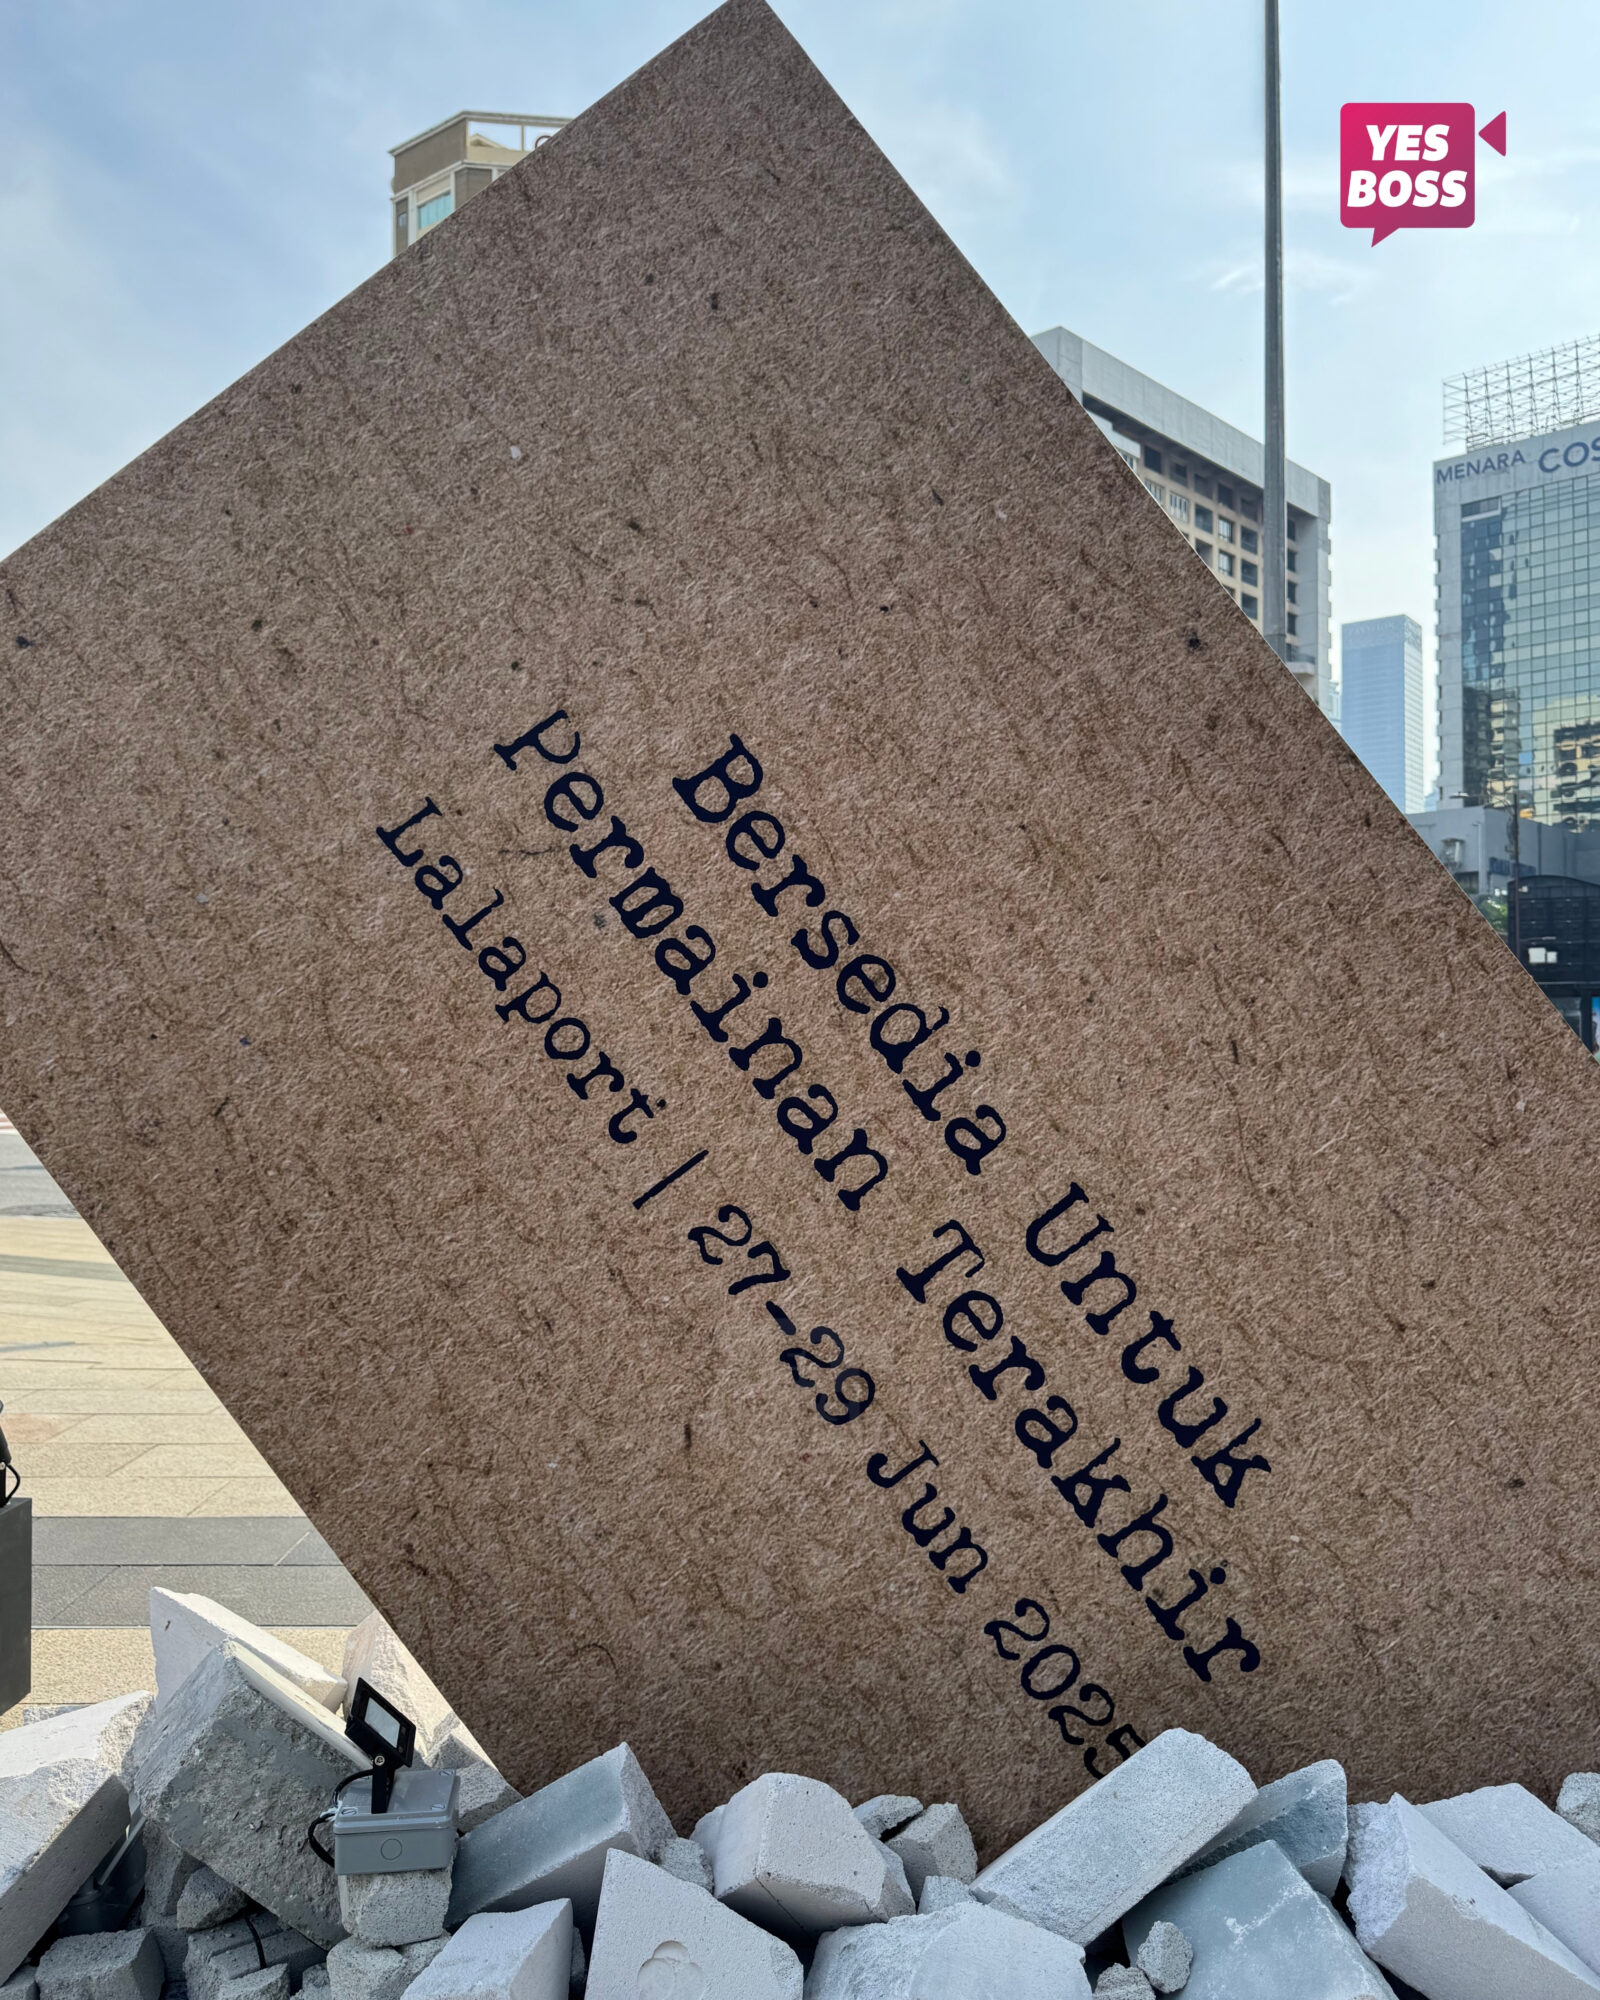 YES
BOSS
MENARA COS
Bersedia Untuk
Permainan Terakhir
Lalaport | 27-29 Jun 2025